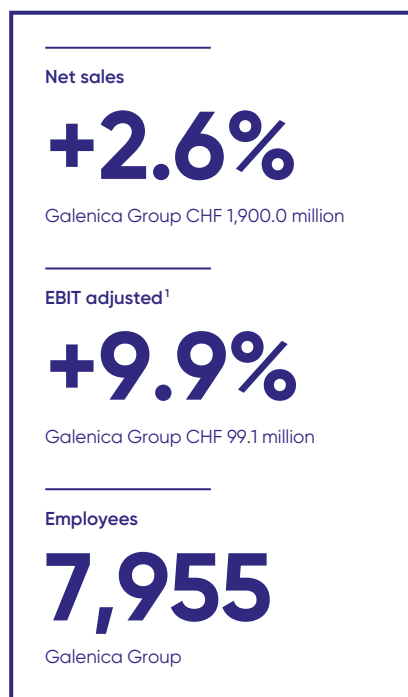 Net sales
+2.6%
Galenica Group CHF 1,900.0 million
EBIT adjusted¹
+9.9%
Galenica Group CHF 99.1 million
Employees
7,955
Galenica Group